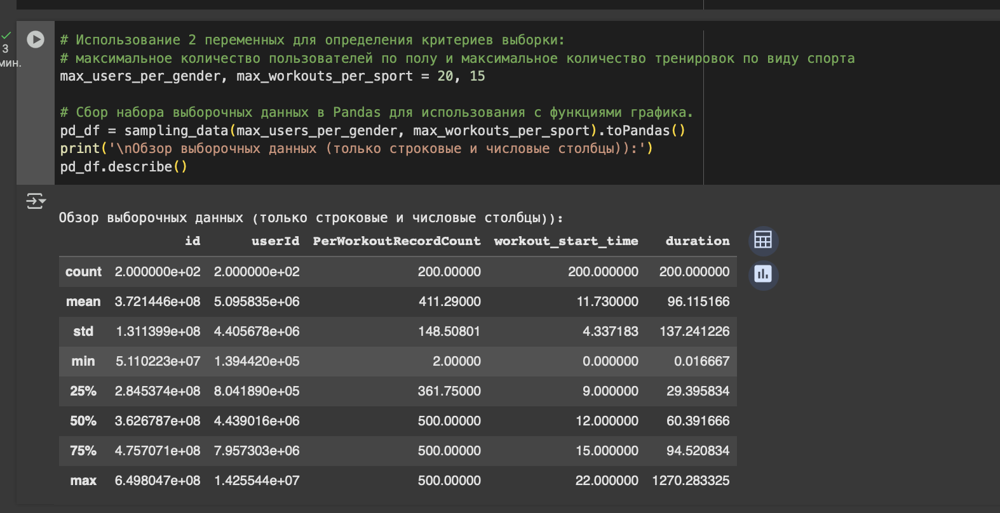 # Использование 2 переменных для определения критериев выборки:
# максимальное количество пользователей по полу и максимальное количество тренировок по виду спорта
max_users_per_gender, max_workouts_per_sport = 20, 15
# Сбор набора выборочных данных в Pandas для использования с функциями графика.
pd_df = sampling_data(max_users_per_gender, max_workouts_per_sport).toPandas()
print('\nОбзор выборочных данных (только строковые и числовые столбцы)):')
pd_df.describe()
3
мин.
Обзор выборочных данных (только строковые и числовые столбцы)):
id userId PerWorkoutRecordCount workout_start_time duration
count 2.000000e+02 2.000000e+02 200.00000 200.000000 200.000000
mean 3.721446e+08 5.095835e+06 411.29000 11.730000 96.115166
std 1.311399e+08 4.405678e+06 148.50801 4.337183 137.241226
min 5.110223e+07 1.394420e+05 2.00000 0.000000 0.016667
25% 2.845374e+08 8.041890e+05 361.75000 9.000000 29.395834
50% 3.626787e+08 4.439016e+06 500.00000 12.000000 60.391666
75% 4.757071e+08 7.957303e+06 500.00000 15.000000 94.520834
max 6.498047e+08 1.425544e+07 500.00000 22.000000 1270.283325